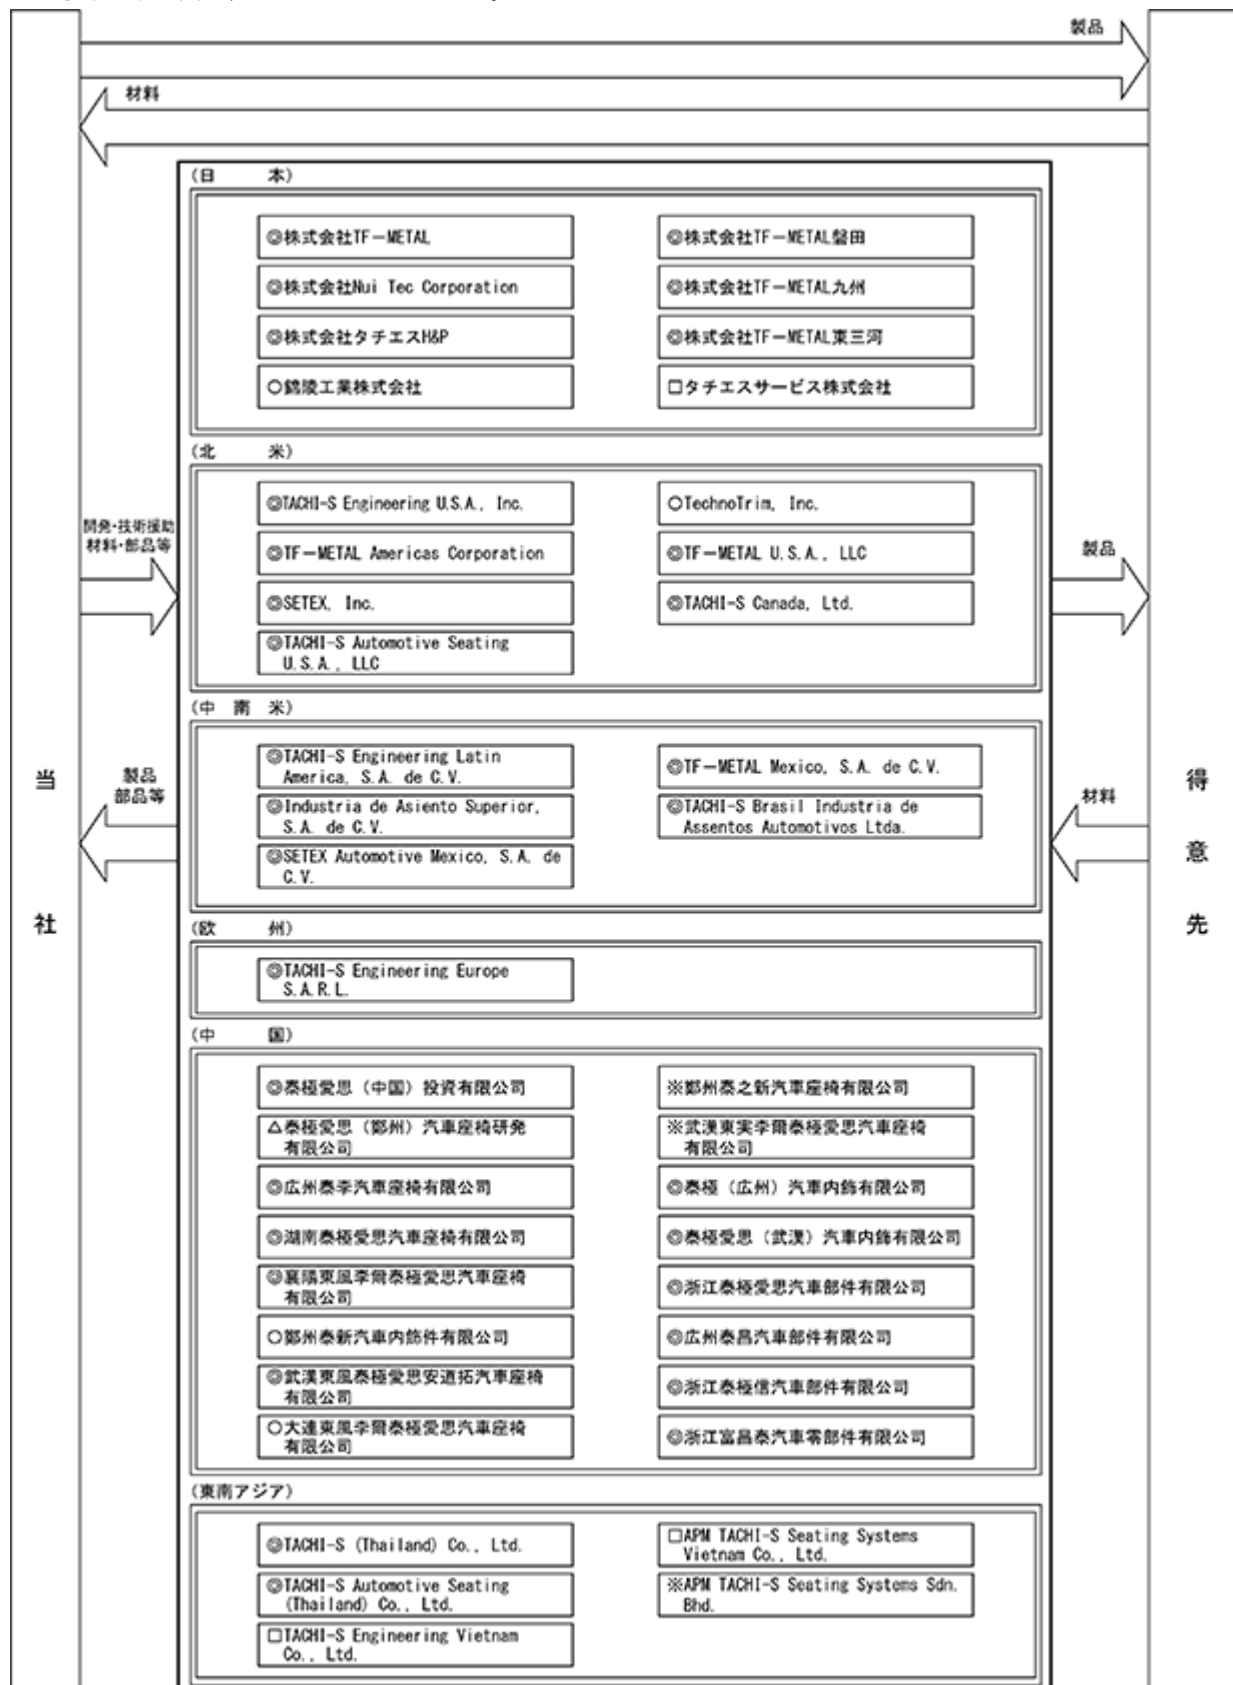 製品
材料
(日　　本)
◎株式会社TF－METAL
◎株式会社TF－METAL磐田
◎株式会社Nui Tec Corporation
◎株式会社TF－METAL九州
◎株式会社タチエスH&P
◎株式会社TF－METAL東三河
○錦陵工業株式会社
□タチエスサービス株式会社
(北　　米)
◎TACHI-S Engineering U.S.A., Inc.
○TechnoTrim, Inc.
開発・技術援助
材料・部品等
◎TF－METAL Americas Corporation
◎TF－METAL U.S.A., LLC
製品
◎SETEX, Inc.
◎TACHI-S Canada, Ltd.
◎TACHI-S Automotive Seating
U.S.A., LLC
(中　南　米)
◎TACHI-S Engineering Latin
America, S.A. de C.V.
◎TF－METAL Mexico, S.A. de C.V.
当社
製品
部品等
◎Industria de Asiento Superior,
S.A. de C.V.
◎TACHI-S Brasil Industria de
Assentos Automotivos Ltda.
材料
得意先
◎SETEX Automotive Mexico, S.A. de
C.V.
(欧　　州)
◎TACHI-S Engineering Europe
S.A.R.L.
(中　　国)
◎泰極愛思（中国）投資有限公司
※鄭州泰之新汽車座椅有限公司
△泰極愛思（鄭州）汽車座椅研発
有限公司
※武漢東実李爾泰極愛思汽車座椅
有限公司
◎広州泰李汽車座椅有限公司
◎泰極（広州）汽車内飾有限公司
◎湖南泰極愛思汽車座椅有限公司
◎泰極愛思（武漢）汽車内飾有限公司
◎襄陽東風李爾泰極愛思汽車座椅
有限公司
◎浙江泰極愛思汽車部件有限公司
○鄭州泰新汽車内飾件有限公司
◎広州泰昌汽車部件有限公司
◎武漢東風泰極愛思安道拓汽車座椅
有限公司
◎浙江泰極信汽車部件有限公司
○大連東風李爾泰極愛思汽車座椅
有限公司
◎浙江富昌泰汽車零部件有限公司
(東南アジア)
◎TACHI-S (Thailand) Co., Ltd.
□APM TACHI-S Seating Systems
Vietnam Co., Ltd.
◎TACHI-S Automotive Seating
(Thailand) Co., Ltd.
※APM TACHI-S Seating Systems Sdn.
Bhd.
□TACHI-S Engineering Vietnam
Co., Ltd.